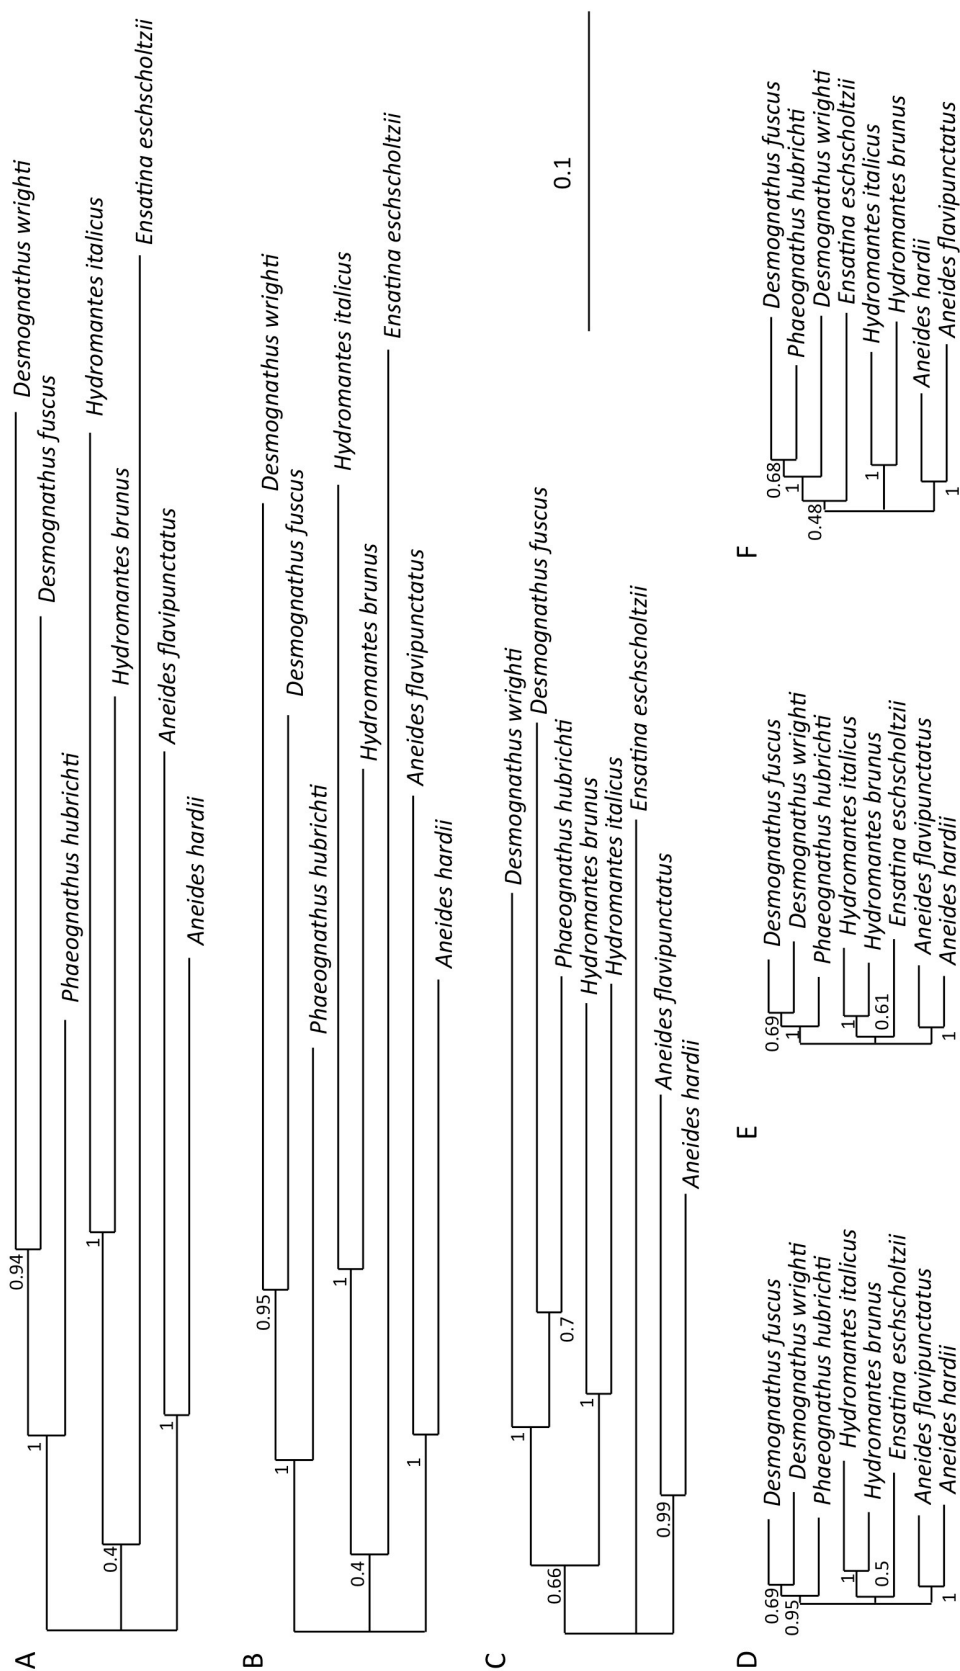 A
Desmognathus wrighti
0.94
Desmognathus fuscus
1
Phaeognathus hubrichti
Hydromantes italicus
1
Hydromantes brunus
0.4
Ensatina eschscholtzii
Aneides flavipunctatus
1
Aneides hardii
B
Desmognathus wrighti
0.95
Desmognathus fuscus
1
Phaeognathus hubrichti
Hydromantes italicus
1
Hydromantes brunus
0.4
Ensatina eschscholtzii
Aneides flavipunctatus
1
Aneides hardii
C
Desmognathus wrighti
1
Desmognathus fuscus
0.7
Phaeognathus hubrichti
Hydromantes brunus
1
Hydromantes italicus
0.66
Ensatina eschscholtzii
Aneides flavipunctatus
0.99
Aneides hardii
0.1
D
Desmognathus fuscus
0.69
Desmognathus wrighti
0.95
Phaeognathus hubrichti
Hydromantes italicus
1
Hydromantes brunus
0.5
Ensatina eschscholtzii
Aneides flavipunctatus
Aneides hardii
1
E
Desmognathus fuscus
0.69
Desmognathus wrighti
1
Phaeognathus hubrichti
Hydromantes italicus
1
Hydromantes brunus
0.61
Ensatina eschscholtzii
Aneides flavipunctatus
Aneides hardii
1
F
Desmognathus fuscus
0.68
Phaeognathus hubrichti
1
Desmognathus wrighti
0.48
Ensatina eschscholtzii
Hydromantes italicus
1
Hydromantes brunus
Aneides hardii
Aneides flavipunctatus
1